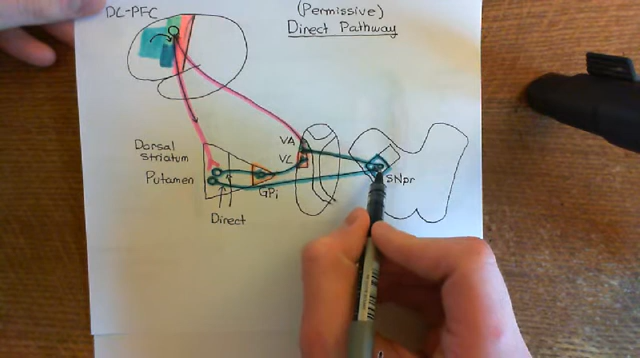 DL-PFC
(Permissive)
Direct Pathway
VA
VL
Dorsal
Striatum
Putamen
GPi
SNpr
Direct